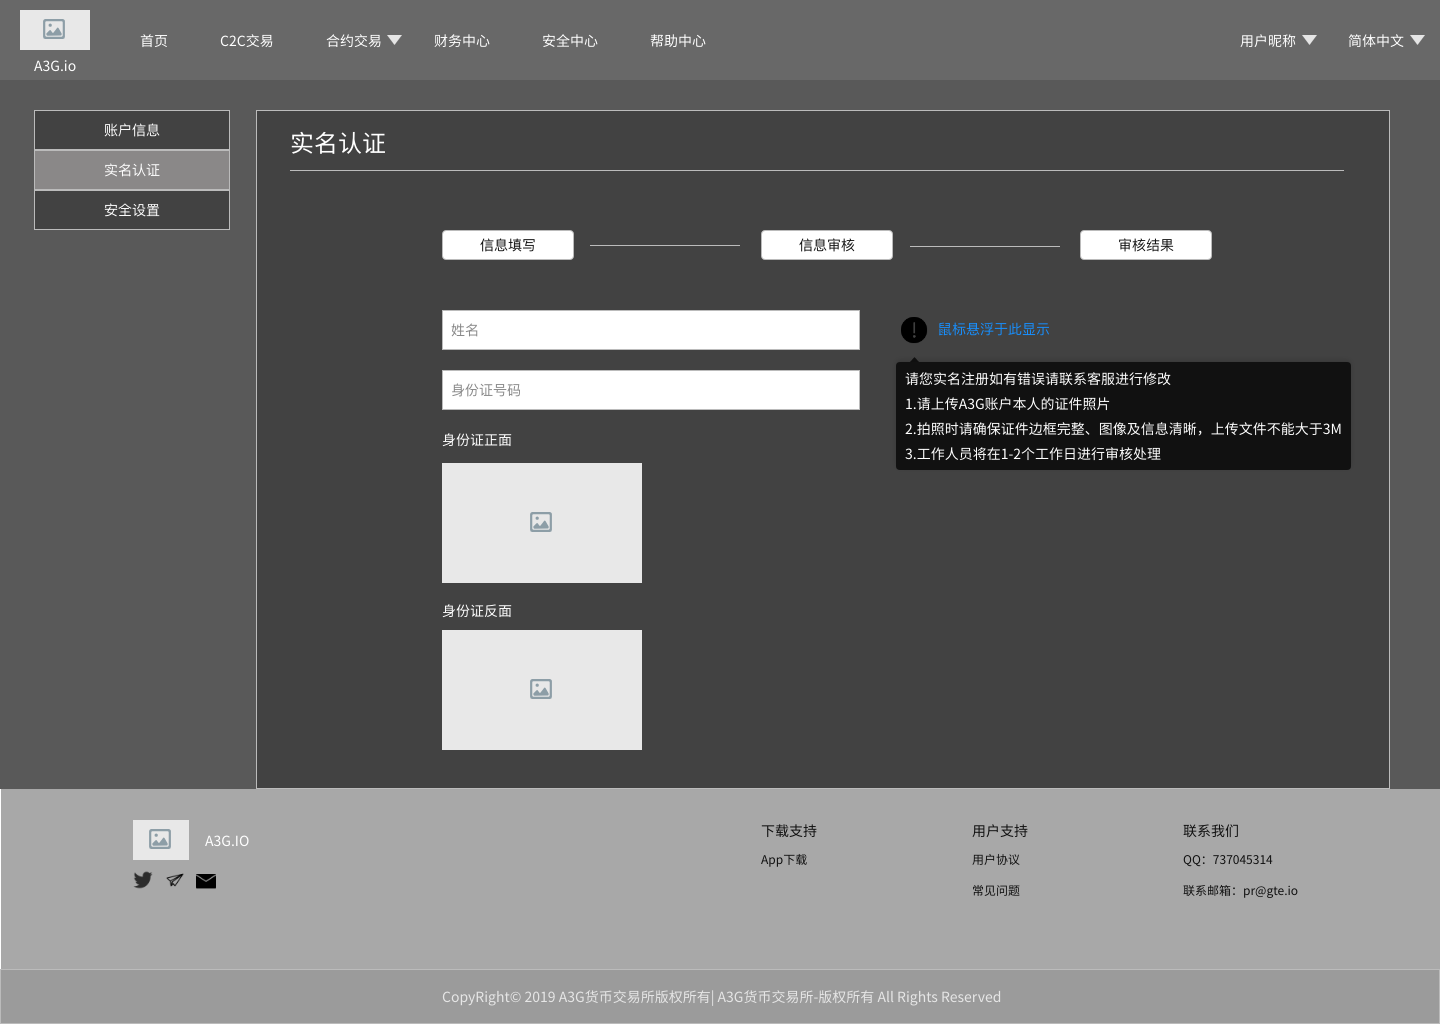 A3G.io
首页
C2C交易
合约交易
财务中心
安全中心
帮助中心
用户昵称
简体中文
账户信息
实名认证
安全设置
实名认证
信息填写
信息审核
审核结果
姓名
鼠标悬浮于此显示
身份证号码
请您实名注册如有错误请联系客服进行修改
1.请上传A3G账户本人的证件照片
2.拍照时请确保证件边框完整、图像及信息清晰，上传文件不能大于3M
3.工作人员将在1-2个工作日进行审核处理
身份证正面
身份证反面
A3G.IO
下载支持
App下载
用户支持
用户协议
常见问题
联系我们
QQ：737045314
联系邮箱：pr@gte.io
CopyRight© 2019 A3G货币交易所版权所有| A3G货币交易所-版权所有 All Rights Reserved